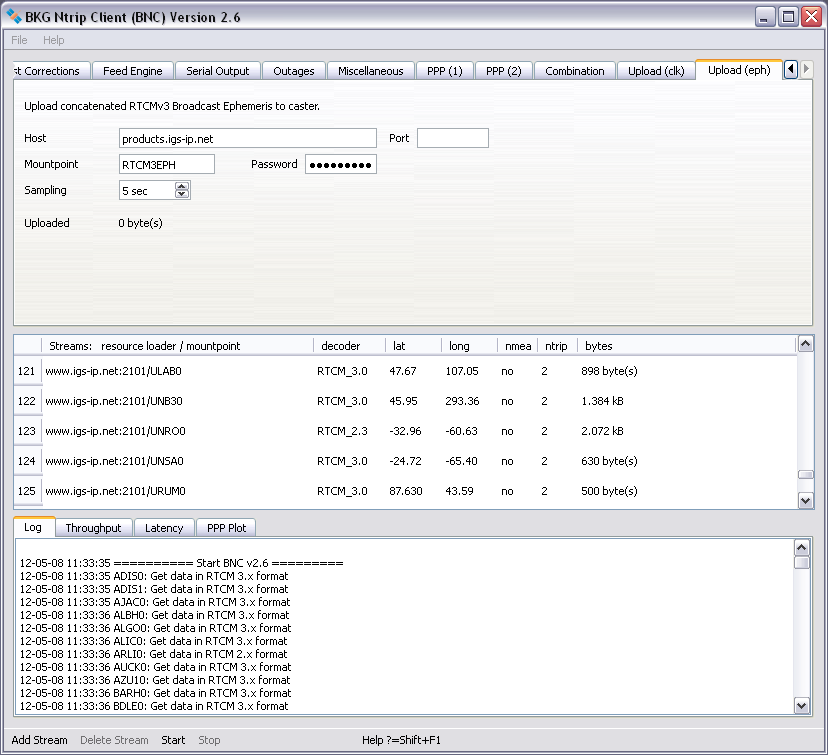 BKG Ntrip Client (BNC) Version 2.6
File Help
st Corrections Feed Engine Serial Output Outages Miscellaneous PPP (1) PPP (2) Combination Upload (clk) Upload (eph)
Upload concatenated RTCMv3 Broadcast Ephemeris to caster.
Host products.igs-ip.net Port
Mountpoint RTCM3EPH Password ●●●●●●●●●
Sampling 5 sec
Uploaded 0 byte(s)
Streams: resource loader / mountpoint decoder lat long nmea ntrip bytes
121 www.igs-ip.net:2101/ULAB0 RTCM_3.0 47.67 107.05 no 2 898 byte(s)
122 www.igs-ip.net:2101/UNB30 RTCM_3.0 45.95 293.36 no 2 1.384 kB
123 www.igs-ip.net:2101/UNRO0 RTCM_2.3 -32.96 -60.63 no 2 2.072 kB
124 www.igs-ip.net:2101/UNSA0 RTCM_3.0 -24.72 -65.40 no 2 630 byte(s)
125 www.igs-ip.net:2101/URUM0 RTCM_3.0 87.630 43.59 no 2 500 byte(s)
Log Throughput Latency PPP Plot
12-05-08 11:33:35 ========== Start BNC v2.6 =========
12-05-08 11:33:35 ADIS0: Get data in RTCM 3.x format
12-05-08 11:33:35 ADIS1: Get data in RTCM 3.x format
12-05-08 11:33:35 AJAC0: Get data in RTCM 3.x format
12-05-08 11:33:36 ALBH0: Get data in RTCM 3.x format
12-05-08 11:33:36 ALGO0: Get data in RTCM 3.x format
12-05-08 11:33:36 ALIC0: Get data in RTCM 3.x format
12-05-08 11:33:36 ARLI0: Get data in RTCM 2.x format
12-05-08 11:33:36 AUCK0: Get data in RTCM 3.x format
12-05-08 11:33:36 AZU10: Get data in RTCM 3.x format
12-05-08 11:33:36 BARH0: Get data in RTCM 3.x format
12-05-08 11:33:36 BDLE0: Get data in RTCM 3.x format
Add Stream Delete Stream Start Stop Help ?=Shift+F1